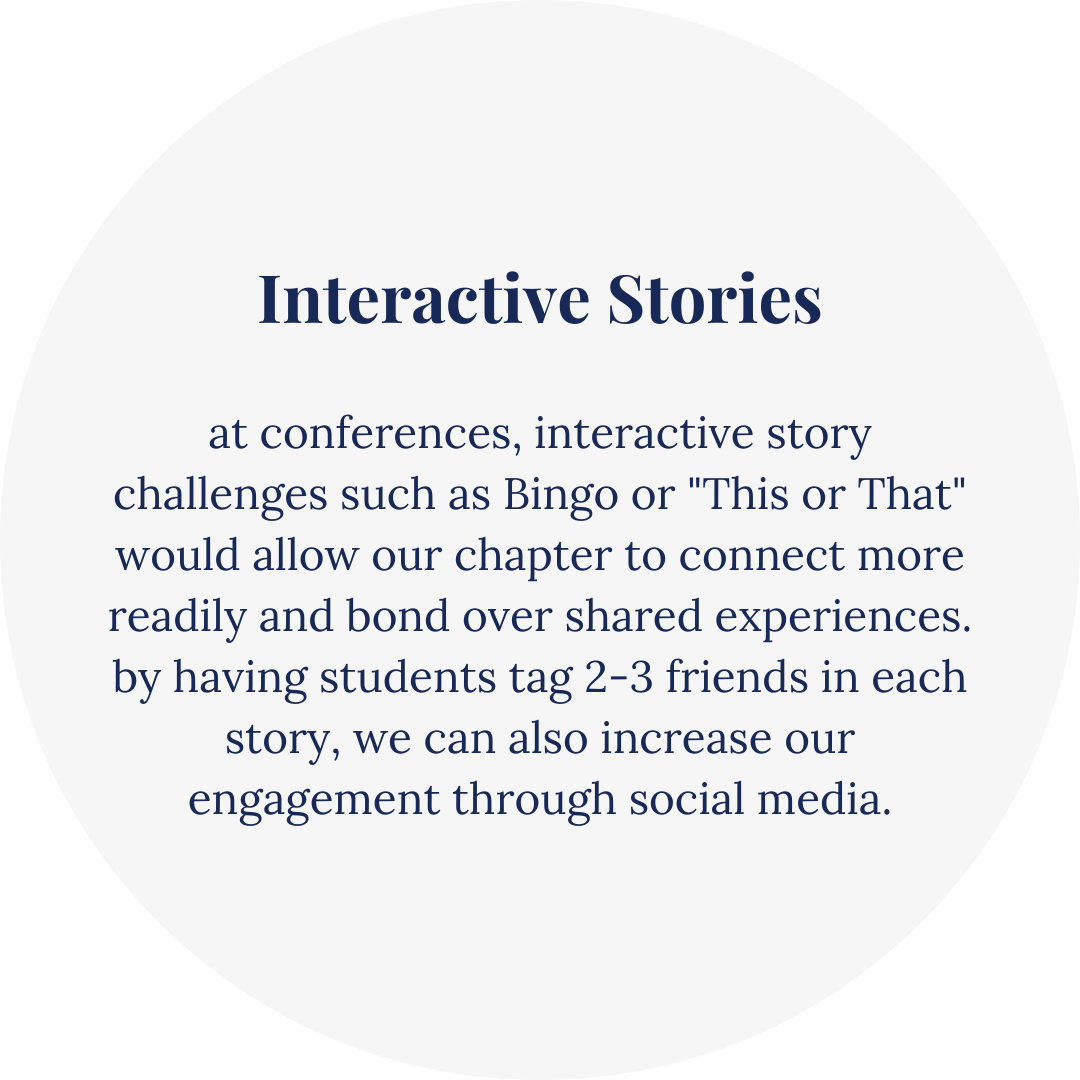 Interactive Stories
at conferences, interactive story
challenges such as Bingo or "This or That"
would allow our chapter to connect more
readily and bond over shared experiences.
by having students tag 2-3 friends in each
story, we can also increase our
engagement through social media.